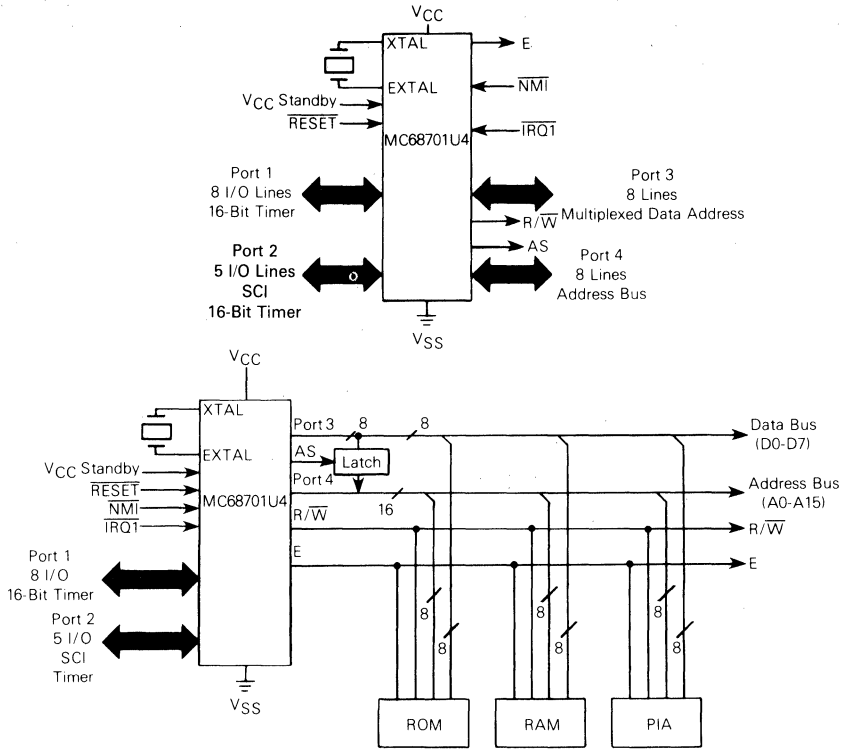 VCC
XTAL
E
EXTAL
NMI
VCC Standby
RESET
IRQ1
MC68701U4
Port 1
8 I/O Lines
16-Bit Timer
Port 3
8 Lines
Multiplexed Data Address
R/W
AS
Port 2
5 I/O Lines
SCI
16-Bit Timer
Port 4
8 Lines
Address Bus
VSS
VCC
XTAL
EXTAL
VCC Standby
RESET
NMI
IRQ1
MC68701U4
Port 1
8 I/O
16-Bit Timer
Port 2
5 I/O
SCI
Timer
VSS
Port 3
8
8
AS
Latch
Port 4
16
R/W
E
Data Bus
(D0-D7)
Address Bus
(A0-A15)
R/W
E
8
8
8
8
8
8
ROM
RAM
PIA